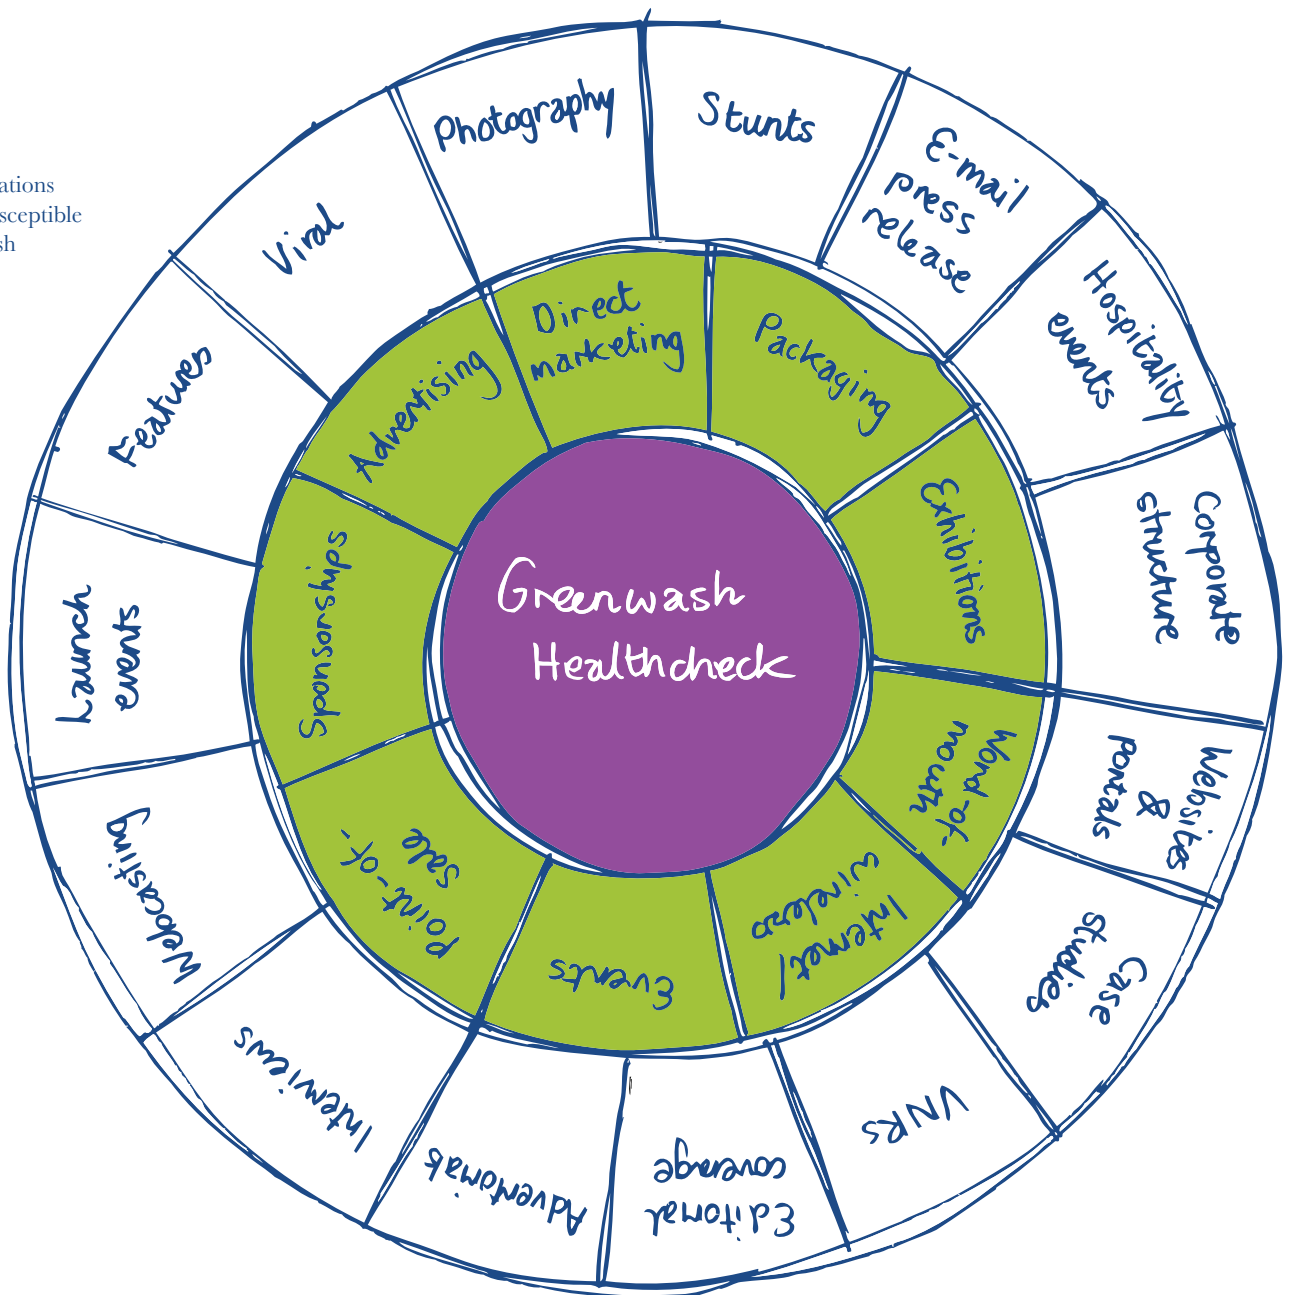 ations
sceptible
sh
Greenwash
Healthcheck
Direct
marketing
Packaging
Exhibitions
Word-of-
mouth
Internet/
wireless
Events
Point-of-
sale
Sponsorships
Advertising
Photography
Stunts
E-mail
press
release
Hospitality
events
Corporate
structure
Websites
&
portals
Case
studies
VNRs
Editorial
coverage
Advertorials
Interviews
Webcasting
Launch
events
Features
Viral